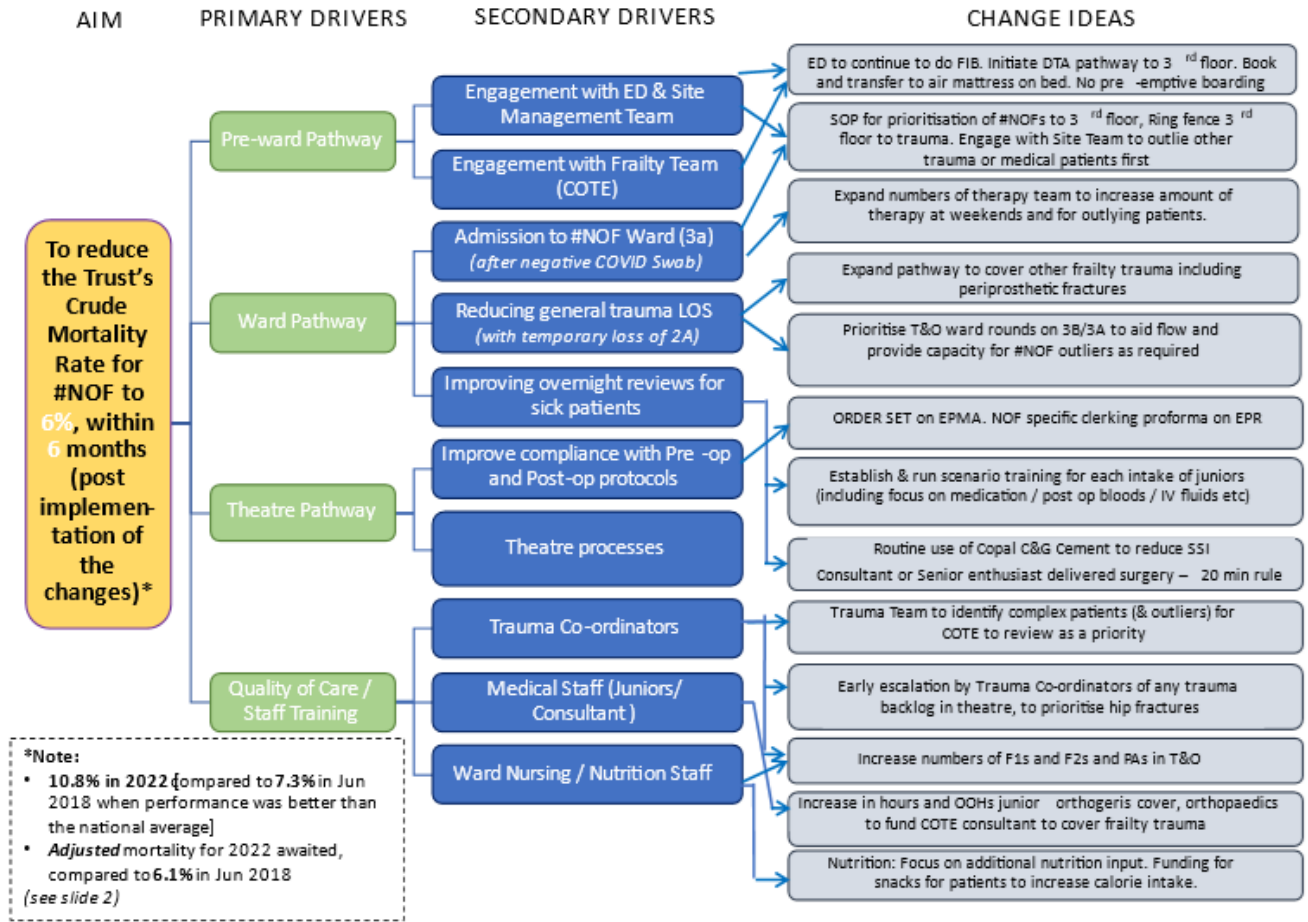 AIM
PRIMARY DRIVERS
SECONDARY DRIVERS
CHANGE IDEAS
To reduce
the Trust's
Crude
Mortality
Rate for
#NOF to
6%, within
6 months
(post
implemen-
tation of
the
changes)*
Pre-ward Pathway
Ward Pathway
Theatre Pathway
Quality of Care /
Staff Training
Engagement with ED & Site
Management Team
Engagement with Frailty Team
(COTE)
Admission to #NOF Ward (3a)
(after negative COVID Swab)
Reducing general trauma LOS
(with temporary loss of 2A)
Improving overnight reviews for
sick patients
Improve compliance with Pre -op
and Post-op protocols
Theatre processes
Trauma Co-ordinators
Medical Staff (Juniors/
Consultant )
Ward Nursing / Nutrition Staff
ED to continue to do FIB. Initiate DTA pathway to 3 rd floor. Book
and transfer to air mattress on bed. No pre -emptive boarding
SOP for prioritisation of #NOFs to 3 rd floor, Ring fence 3 rd
floor to trauma. Engage with Site Team to outlie other
trauma or medical patients first
Expand numbers of therapy team to increase amount of
therapy at weekends and for outlying patients.
Expand pathway to cover other frailty trauma including
periprosthetic fractures
Prioritise T&O ward rounds on 3B/3A to aid flow and
provide capacity for #NOF outliers as required
ORDER SET on EPMA. NOF specific clerking proforma on EPR
Establish & run scenario training for each intake of juniors
(including focus on medication / post op bloods / IV fluids etc)
Routine use of Copal C&G Cement to reduce SSI
Consultant or Senior enthusiast delivered surgery – 20 min rule
Trauma Team to identify complex patients (& outliers) for
COTE to review as a priority
Early escalation by Trauma Co-ordinators of any trauma
backlog in theatre, to prioritise hip fractures
Increase numbers of F1s and F2s and PAs in T&O
Increase in hours and OOHs junior orthogeris cover, orthopaedics
to fund COTE consultant to cover frailty trauma
Nutrition: Focus on additional nutrition input. Funding for
snacks for patients to increase calorie intake.
*Note:
• 10.8% in 2022 [compared to 7.3% in Jun
2018 when performance was better than
the national average]
• Adjusted mortality for 2022 awaited,
compared to 6.1% in Jun 2018
(see slide 2)